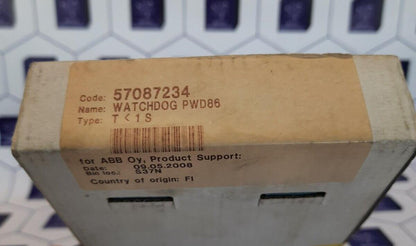 Code: 57087234
Name: WATCHDOG PWD86
Type: T < 1 S
for ABB Oy, Product Support:
Date: 09.05.2008
Bin loc.: S37N
Country of origin: FI